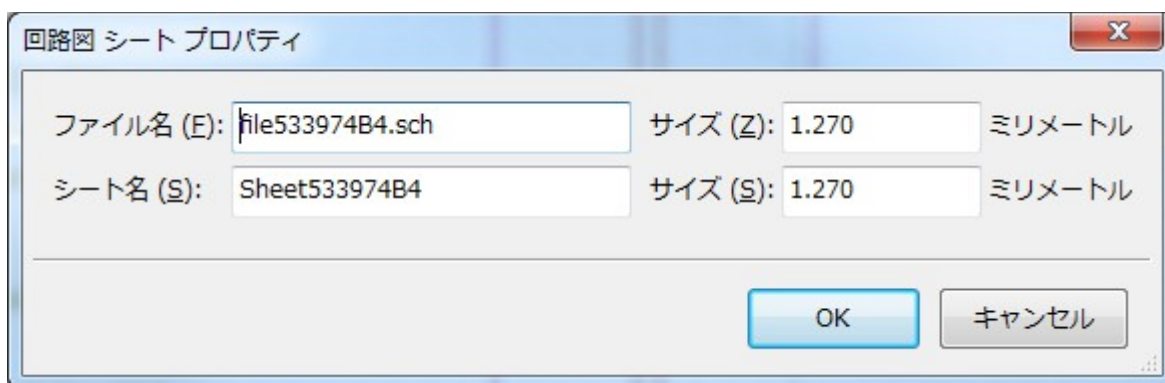 回路図 シート プロパティ
ファイル名 (F): file533974B4.sch サイズ (Z): 1.270 ミリメートル
シート名 (S): Sheet533974B4 サイズ (S): 1.270 ミリメートル
OK キャンセル